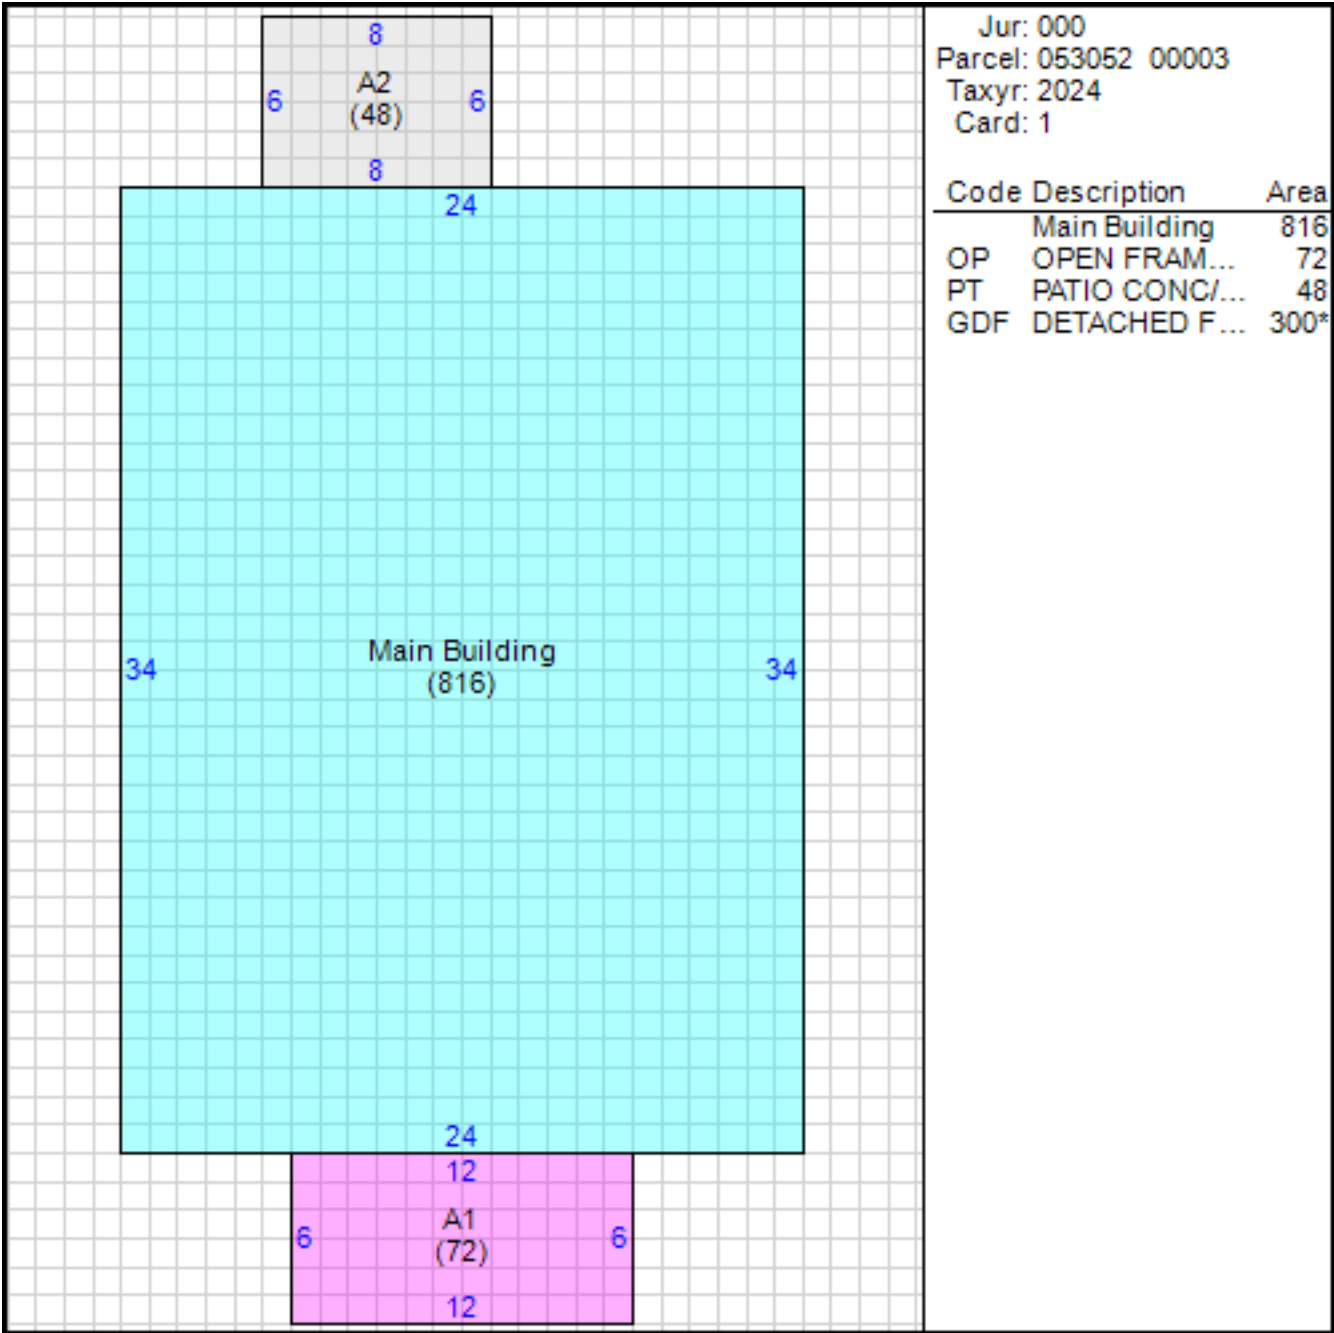 8
A2
6 6
(48)
8
24
Main Building
34 34
(816)
24
12
A1
6 6
(72)
12
Jur: 000
Parcel: 053052 00003
Taxyr: 2024
Card: 1
Code Description Area
Main Building 816
OP OPEN FRAM... 72
PT PATIO CONC/... 48
GDF DETACHED F... 300*